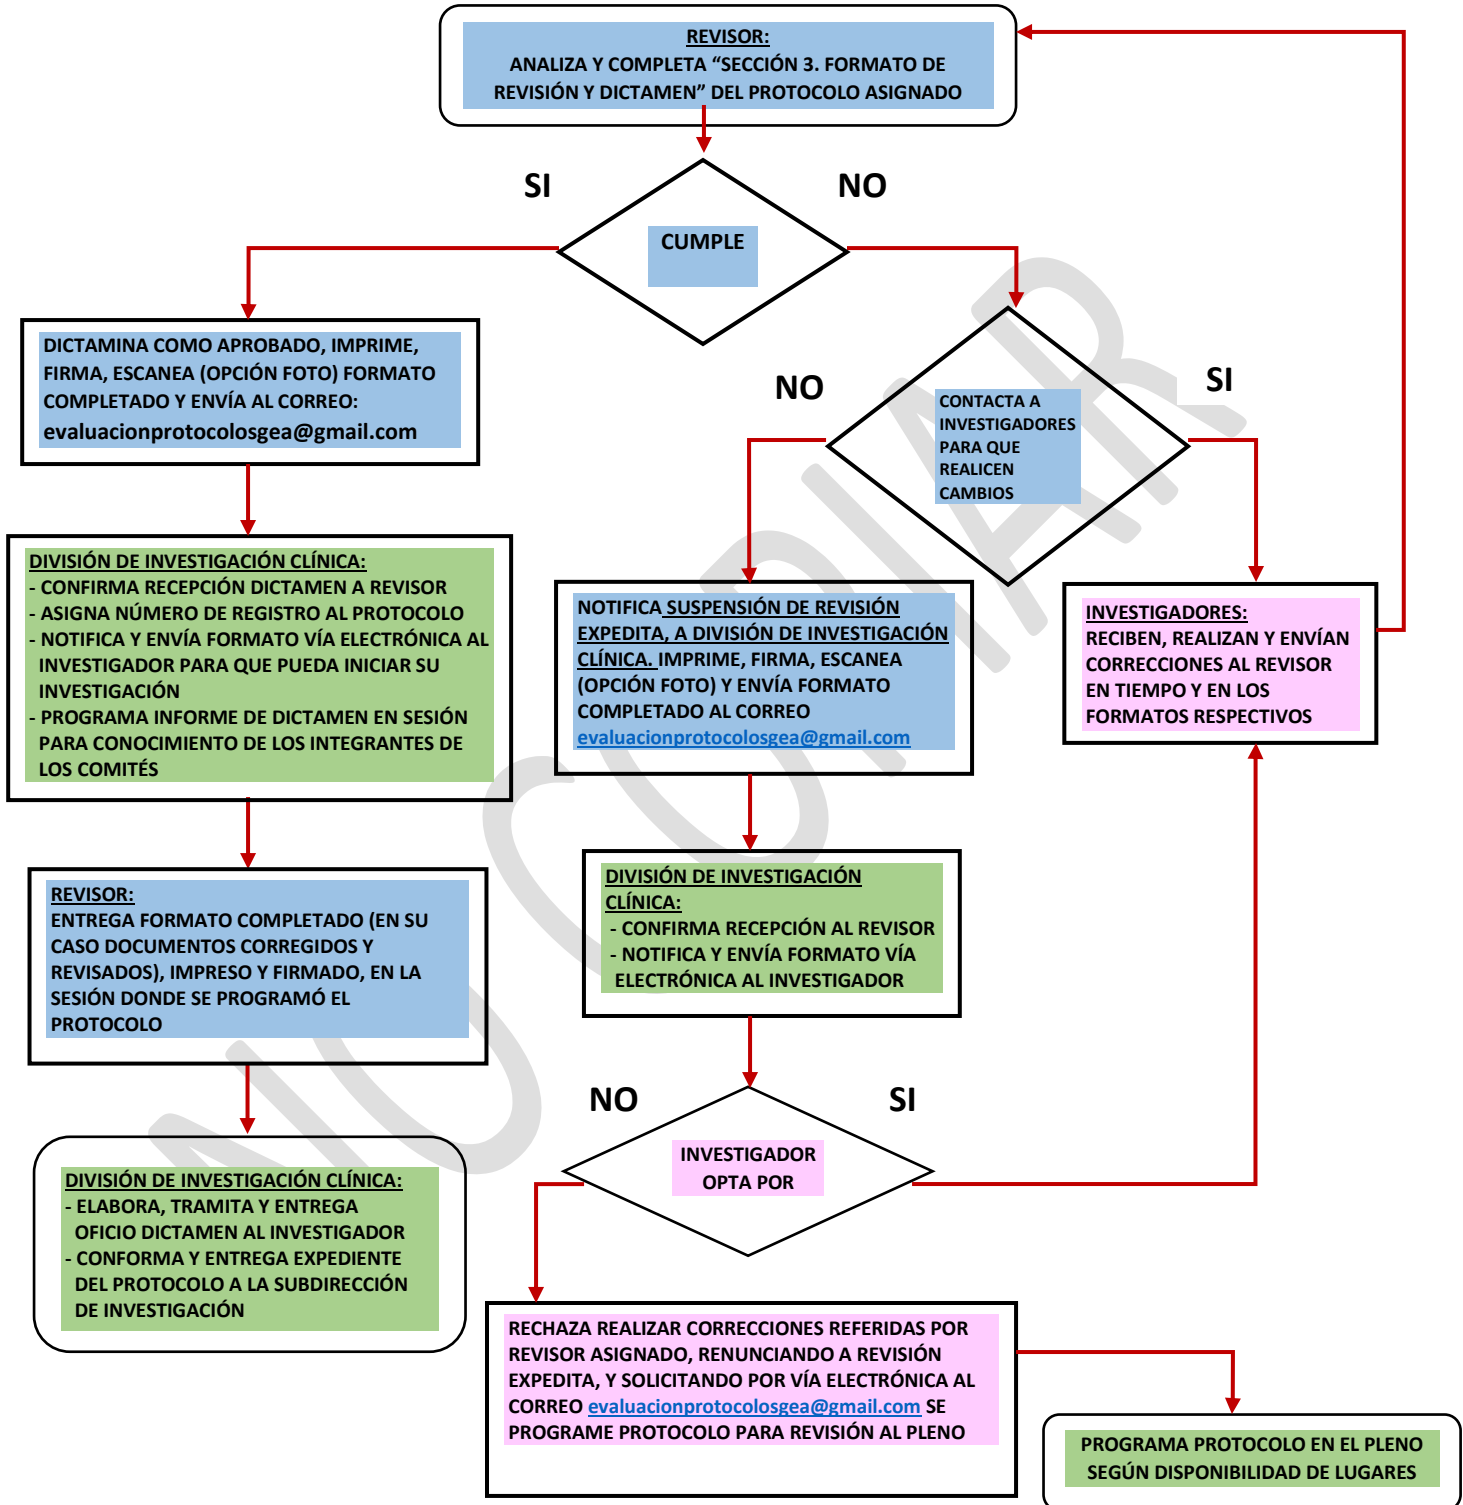 REVISOR:
ANALIZA Y COMPLETA “SECCIÓN 3. FORMATO DE
REVISIÓN Y DICTAMEN” DEL PROTOCOLO ASIGNADO
SI
NO
CUMPLE
DICTAMINA COMO APROBADO, IMPRIME,
FIRMA, ESCANEA (OPCIÓN FOTO) FORMATO
COMPLETADO Y ENVÍA AL CORREO:
evaluacionprotocolosgea@gmail.com
NO
SI
CONTACTA A
INVESTIGADORES
PARA QUE
REALICEN
CAMBIOS
DIVISIÓN DE INVESTIGACIÓN CLÍNICA:
- CONFIRMA RECEPCIÓN DICTAMEN A REVISOR
- ASIGNA NÚMERO DE REGISTRO AL PROTOCOLO
- NOTIFICA Y ENVÍA FORMATO VÍA ELECTRÓNICA AL
INVESTIGADOR PARA QUE PUEDA INICIAR SU
INVESTIGACIÓN
- PROGRAMA INFORME DE DICTAMEN EN SESIÓN
PARA CONOCIMIENTO DE LOS INTEGRANTES DE
LOS COMITÉS
NOTIFICA SUSPENSIÓN DE REVISIÓN
EXPEDITA, A DIVISIÓN DE INVESTIGACIÓN
CLÍNICA. IMPRIME, FIRMA, ESCANEA
(OPCIÓN FOTO) Y ENVÍA FORMATO
COMPLETADO AL CORREO
evaluacionprotocolosgea@gmail.com
INVESTIGADORES:
RECIBEN, REALIZAN Y ENVÍAN
CORRECCIONES AL REVISOR
EN TIEMPO Y EN LOS
FORMATOS RESPECTIVOS
REVISOR:
ENTREGA FORMATO COMPLETADO (EN SU
CASO DOCUMENTOS CORREGIDOS Y
REVISADOS), IMPRESO Y FIRMADO, EN LA
SESIÓN DONDE SE PROGRAMÓ EL
PROTOCOLO
DIVISIÓN DE INVESTIGACIÓN
CLÍNICA:
- CONFIRMA RECEPCIÓN AL REVISOR
- NOTIFICA Y ENVÍA FORMATO VÍA
ELECTRÓNICA AL INVESTIGADOR
NO
SI
INVESTIGADOR
OPTA POR
DIVISIÓN DE INVESTIGACIÓN CLÍNICA:
- ELABORA, TRAMITA Y ENTREGA
OFICIO DICTAMEN AL INVESTIGADOR
- CONFORMA Y ENTREGA EXPEDIENTE
DEL PROTOCOLO A LA SUBDIRECCIÓN
DE INVESTIGACIÓN
RECHAZA REALIZAR CORRECCIONES REFERIDAS POR
REVISOR ASIGNADO, RENUNCIANDO A REVISIÓN
EXPEDITA, Y SOLICITANDO POR VÍA ELECTRÓNICA AL
CORREO evaluacionprotocolosgea@gmail.com SE
PROGRAME PROTOCOLO PARA REVISIÓN AL PLENO
PROGRAMA PROTOCOLO EN EL PLENO
SEGÚN DISPONIBILIDAD DE LUGARES
NO COPIAR